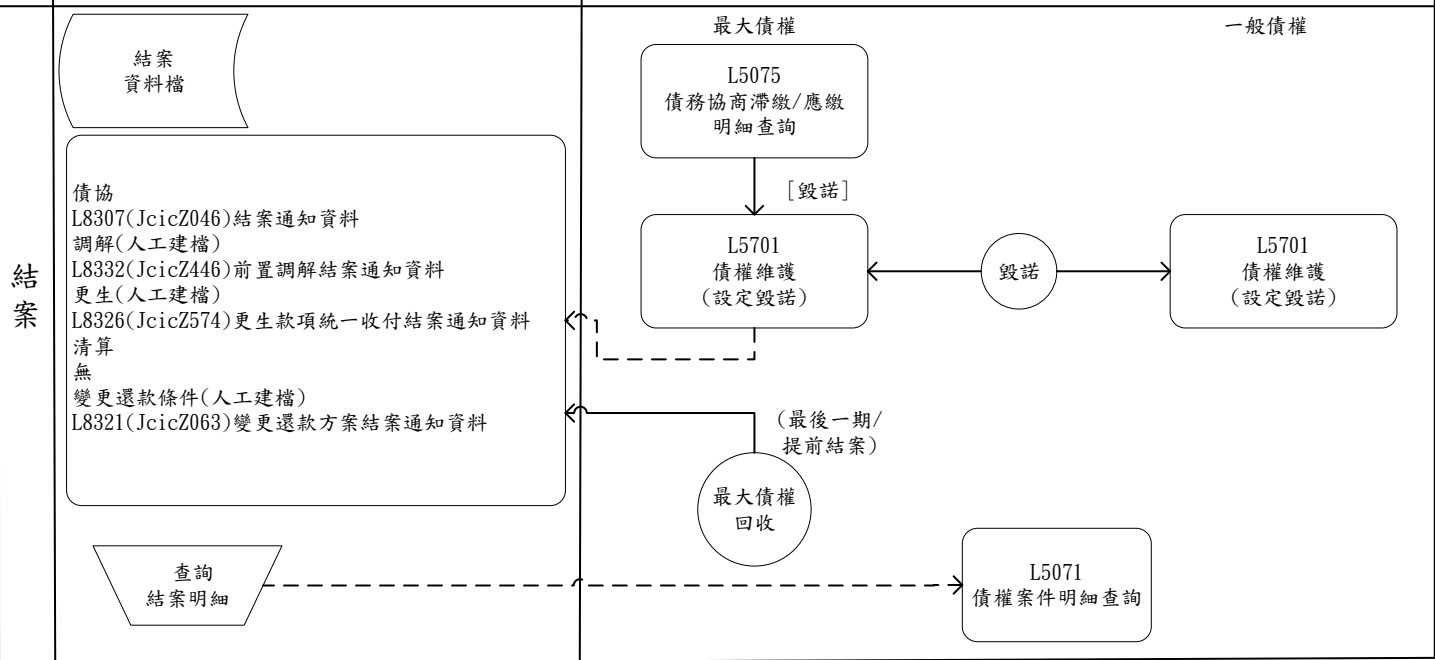 結
案
結案
資料檔
債協
L8307(JcicZ046)結案通知資料
調解(人工建檔)
L8332(JcicZ446)前置調解結案通知資料
更生(人工建檔)
L8326(JcicZ574)更生款項統一收付結案通知資料
清算
無
變更還款條件(人工建檔)
L8321(JcicZ063)變更還款方案結案通知資料
查詢
結案明細
最大債權
一般債權
L5075
債務協商滯繳/應繳
明細查詢
[毀諾]
L5701
債權維護
(設定毀諾)
毀諾
L5701
債權維護
(設定毀諾)
(最後一期/
提前結案)
最大債權
回收
L5071
債權案件明細查詢